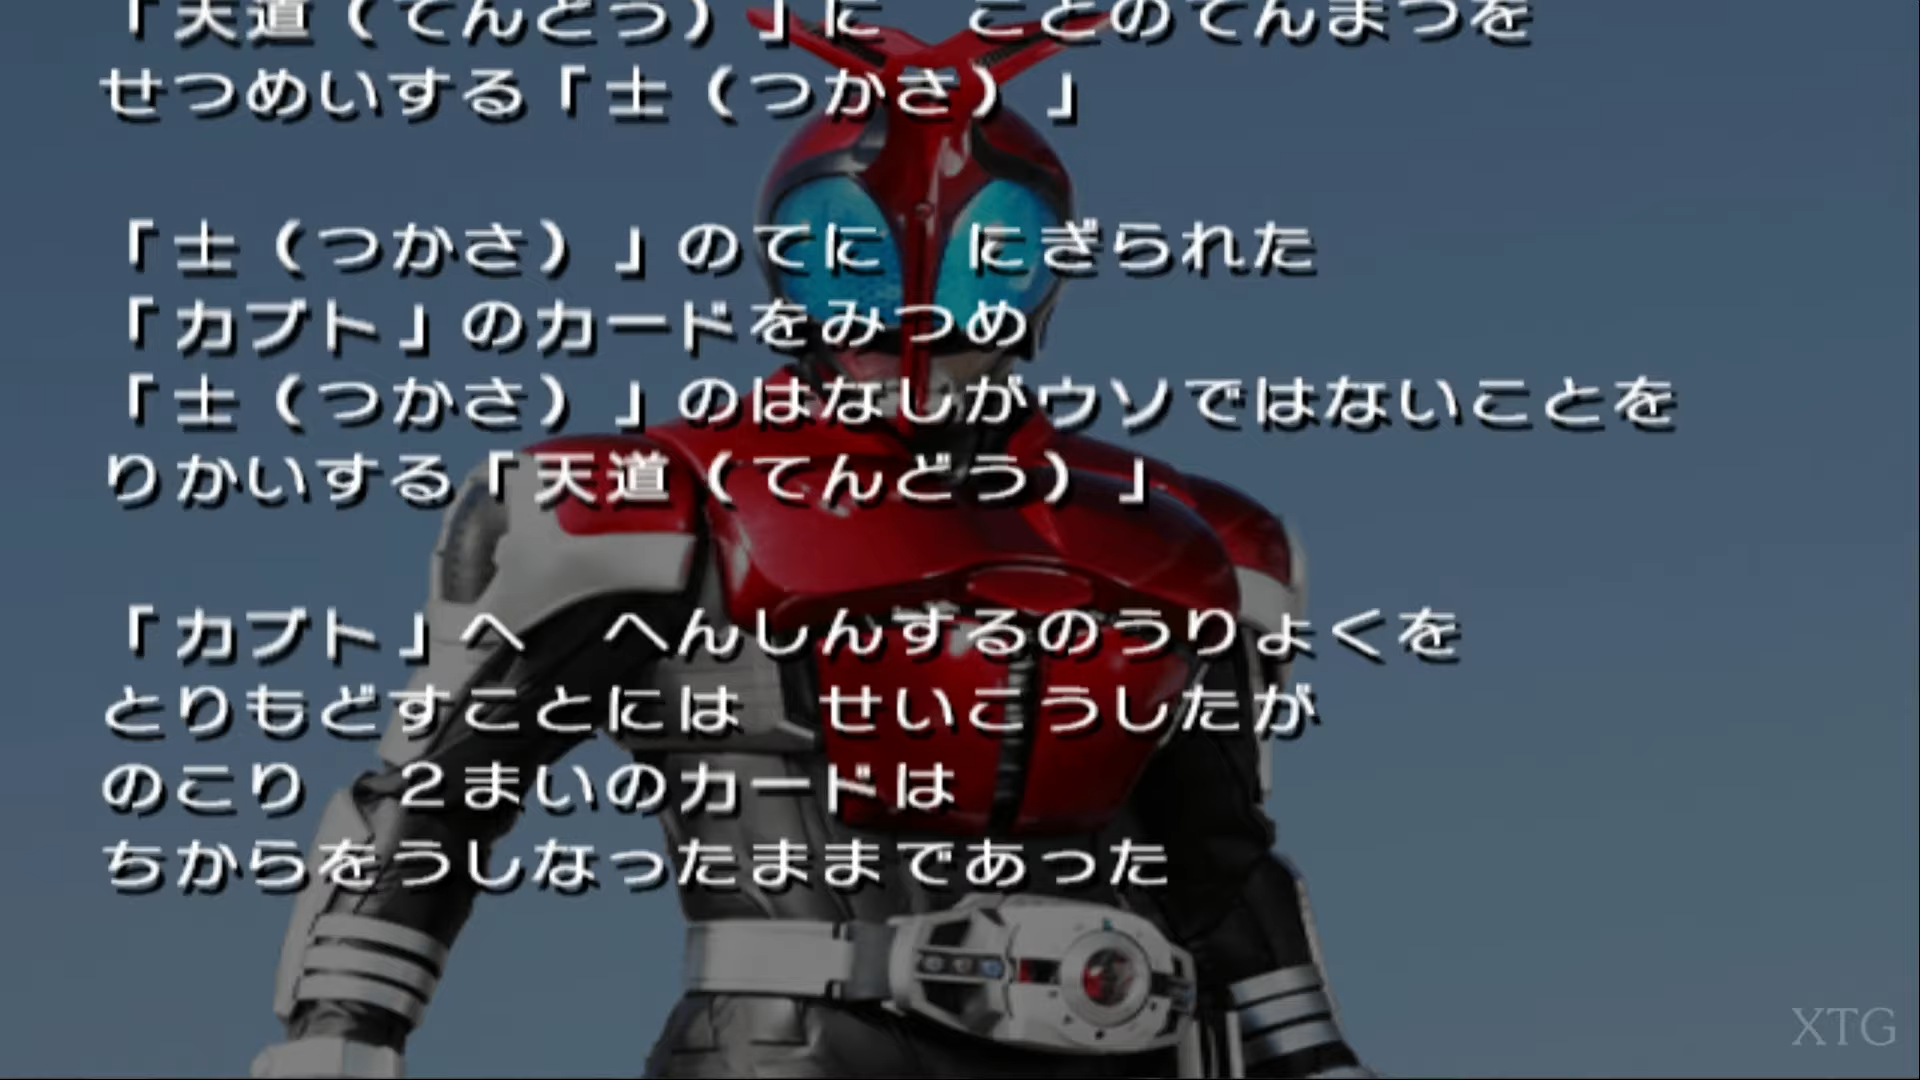 「天道（てんどう）」に　ことのてんまつを
せつめいする「士（つかさ）」
「士（つかさ）」のてに　にぎられた
「カブト」のカードをみつめ
「士（つかさ）」のはなしがウソではないことを
りかいする「天道（てんどう）」
「カブト」へ　へんしんするのうりょくを
とりもどすことには　せいこうしたが
のこり　２まいのカードは
ちからをうしなったままであった
XTG